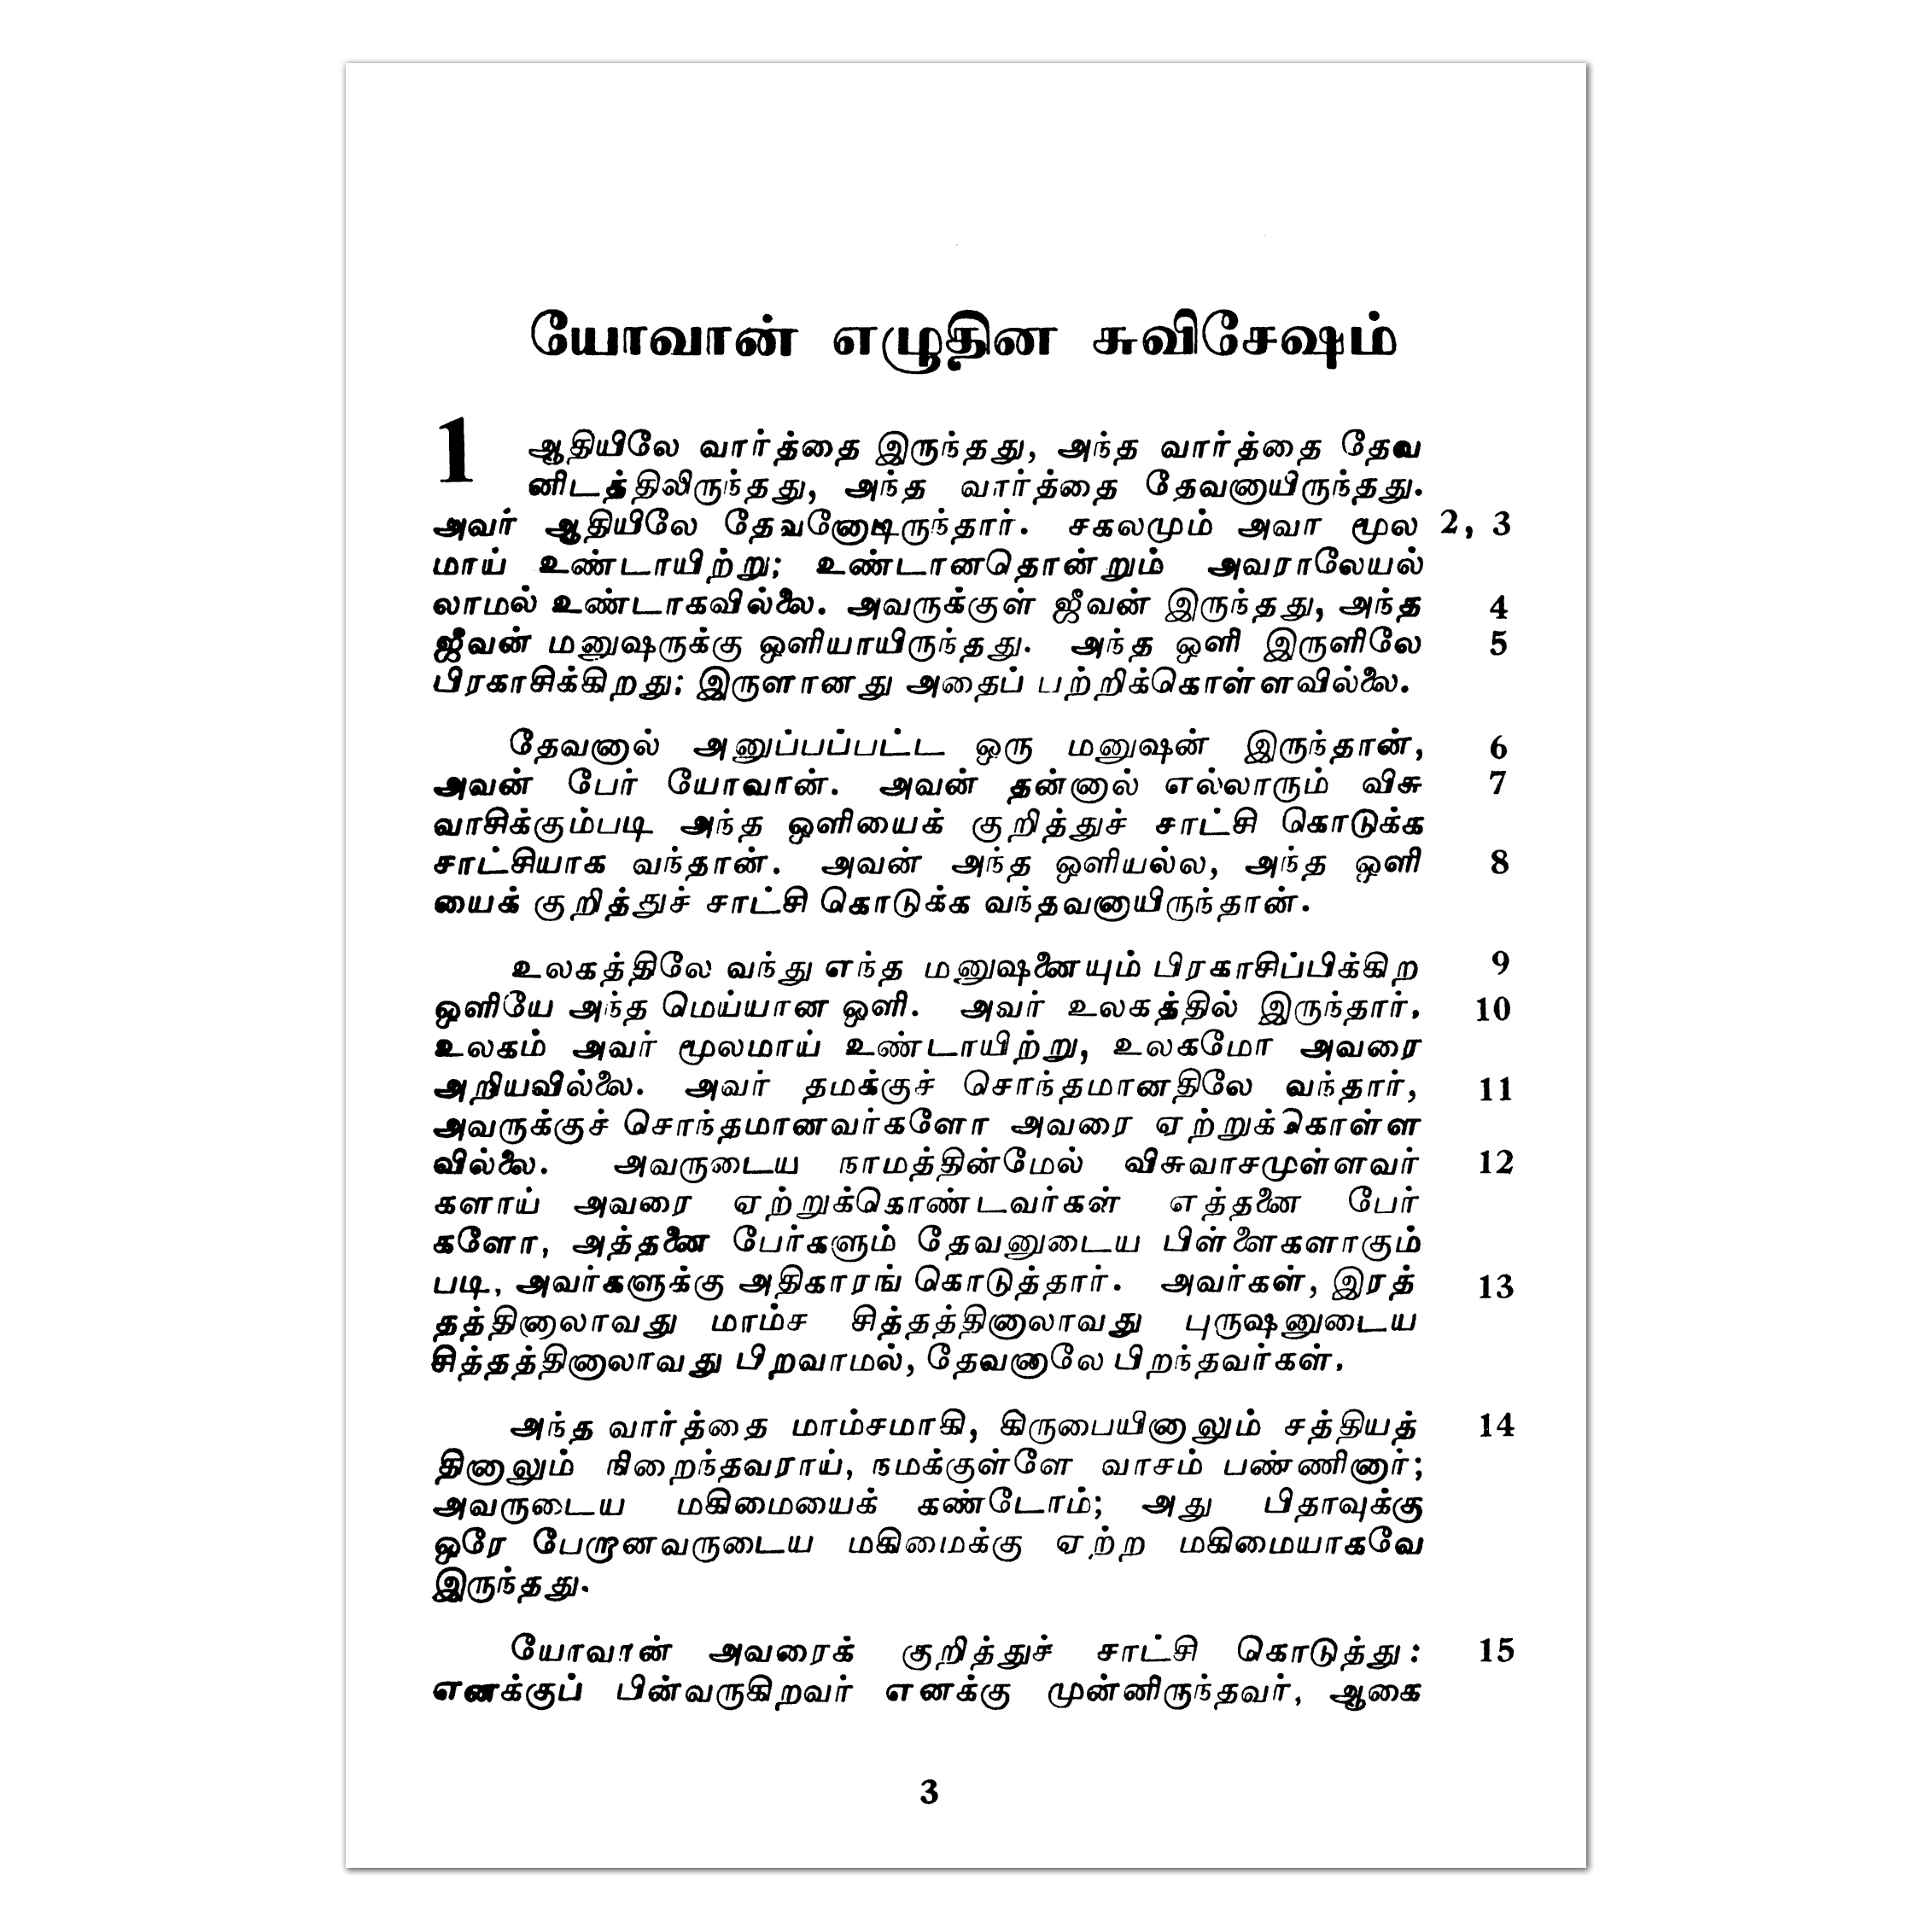 யோவான் எழுதின சுவிசேஷம்
1 ஆதியிலே வார்த்தை இருந்தது, அந்த வார்த்தை தேவ
னிடத்திலிருந்தது, அந்த வார்த்தை தேவனாயிருந்தது.
அவர் ஆதியிலே தேவனோடிருந்தார். சகலமும் அவா மூல 2, 3
மாய் உண்டாயிற்று; உண்டானதொன்றும் அவராலேயல்
லாமல் உண்டாகவில்லை. அவருக்குள் ஜீவன் இருந்தது, அந்த 4
ஜீவன் மனுஷருக்கு ஒளியாயிருந்தது. அந்த ஒளி இருளிலே 5
பிரகாசிக்கிறது; இருளானது அதைப் பற்றிக்கொள்ளவில்லை.
தேவனால் அனுப்பப்பட்ட ஒரு மனுஷன் இருந்தான், 6
அவன் பேர் யோவான். அவன் தன்னால் எல்லாரும் விசு 7
வாசிக்கும்படி அந்த ஒளியைக் குறித்துச் சாட்சி கொடுக்க
சாட்சியாக வந்தான். அவன் அந்த ஒளியல்ல, அந்த ஒளி 8
யைக் குறித்துச் சாட்சி கொடுக்க வந்தவனாயிருந்தான்.
உலகத்திலே வந்து எந்த மனுஷனையும் பிரகாசிப்பிக்கிற 9
ஒளியே அந்த மெய்யான ஒளி. அவர் உலகத்தில் இருந்தார், 10
உலகம் அவர் மூலமாய் உண்டாயிற்று, உலகமோ அவரை
அறியவில்லை. அவர் தமக்குச் சொந்தமானதிலே வந்தார், 11
அவருக்குச் சொந்தமானவர்களோ அவரை ஏற்றுக்கொள்ள
வில்லை. அவருடைய நாமத்தின்மேல் விசுவாசமுள்ளவர் 12
களாய் அவரை ஏற்றுக்கொண்டவர்கள் எத்தனை பேர்
களோ, அத்தனை பேர்களும் தேவனுடைய பிள்ளைகளாகும்
படி, அவர்களுக்கு அதிகாரங் கொடுத்தார். அவர்கள், இரத் 13
தத்தினாலாவது மாம்ச சித்தத்தினாலாவது புருஷனுடைய
சித்தத்தினாலாவது பிறவாமல், தேவனாலே பிறந்தவர்கள்.
அந்த வார்த்தை மாம்சமாகி, கிருபையினாலும் சத்தியத் 14
தினாலும் நிறைந்தவராய், நமக்குள்ளே வாசம் பண்ணினார்;
அவருடைய மகிமையைக் கண்டோம்; அது பிதாவுக்கு
ஒரே பேறானவருடைய மகிமைக்கு ஏற்ற மகிமையாகவே
இருந்தது.
யோவான் அவரைக் குறித்துச் சாட்சி கொடுத்து: 15
எனக்குப் பின்வருகிறவர் எனக்கு முன்னிருந்தவர், ஆகை
3